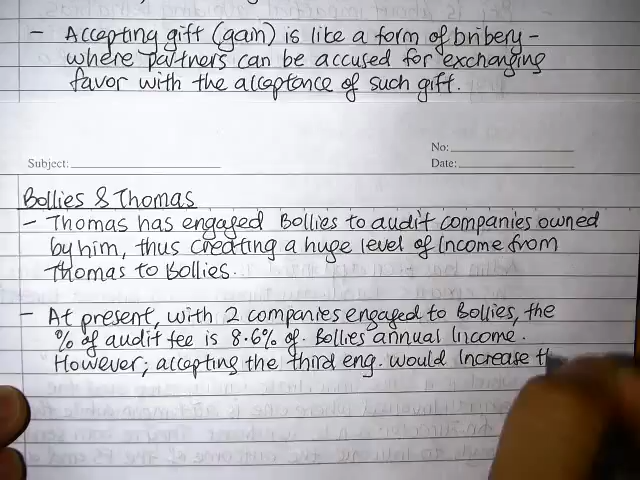 - Accepting gift (gain) is like a form of bribery -
where partners can be accused for exchanging
favor with the acceptance of such gift.
No:
Subject:
Date:
Bollies & Thomas
- Thomas has engaged Bollies to audit companies owned
by him, thus creating a huge level of Income from
Thomas to Bollies.
- At present, with 2 companies engaged to Bollies, the
% of audit fee is 8.6% of. Bollies annual Income.
However; accepting the third eng. would increase